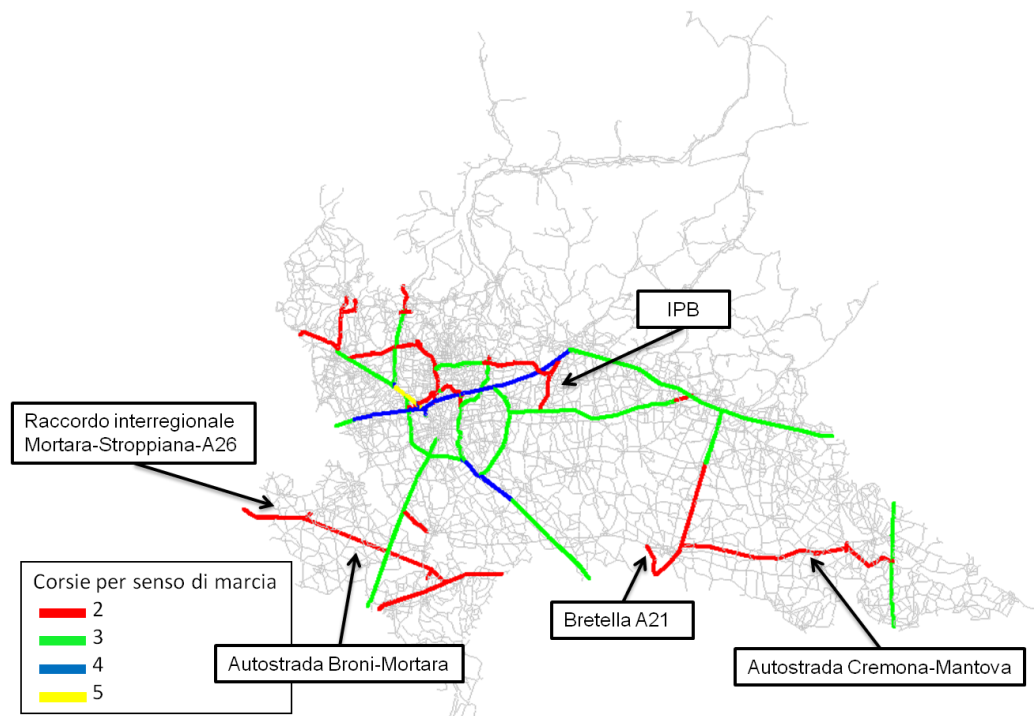 IPB
Raccordo interregionale
Mortara-Stroppiana-A26
Corsie per senso di marcia
2
3
4
5
Autostrada Broni-Mortara
Bretella A21
Autostrada Cremona-Mantova